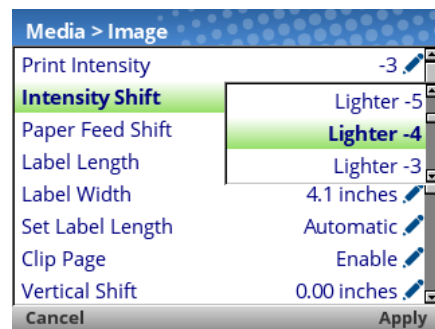 Media > Image
Print Intensity -3
Intensity Shift Lighter -5
Paper Feed Shift Lighter -4
Label Length Lighter -3
Label Width 4.1 inches
Set Label Length Automatic
Clip Page Enable
Vertical Shift 0.00 inches
Cancel Apply